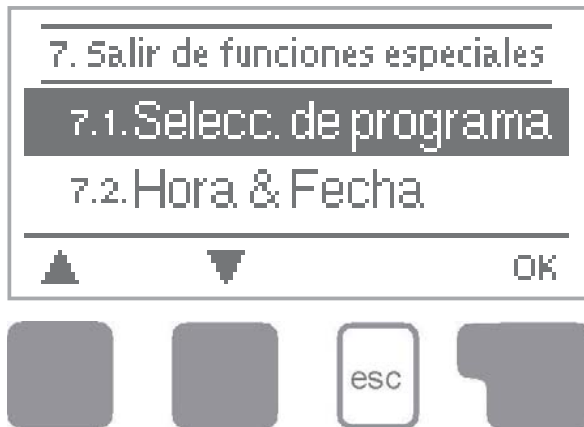 7. Salir de funciones especiales
7.1. Selecc. de programa
7.2. Hora & Fecha
OK
esc